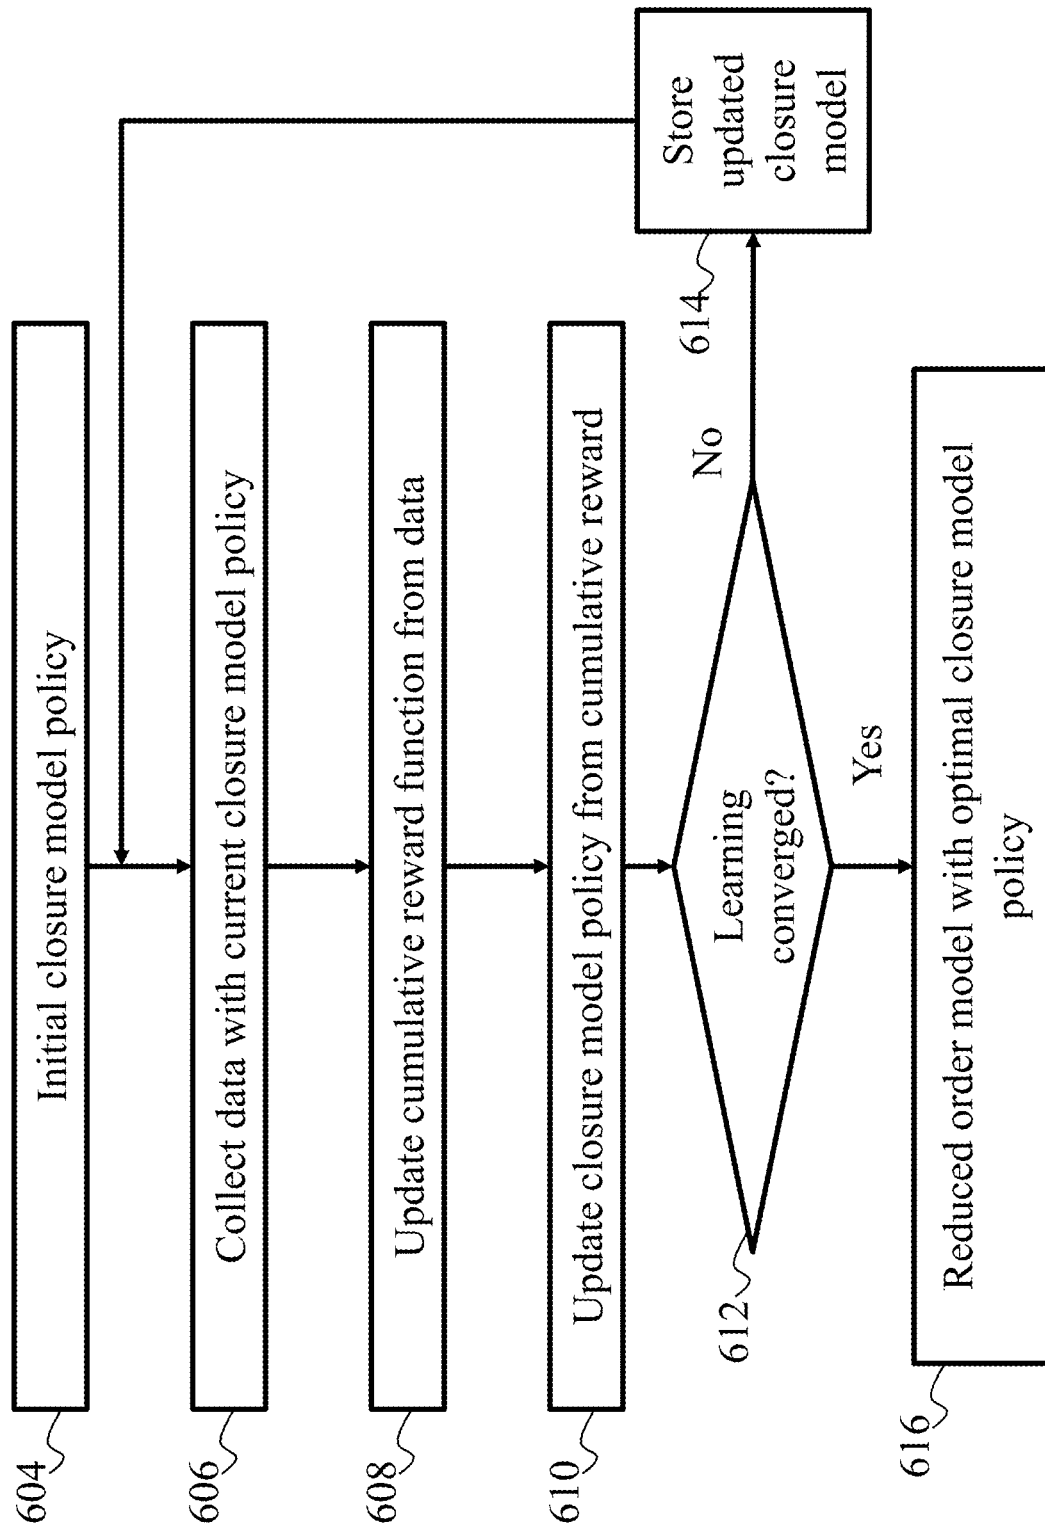 604
Initial closure model policy
606
Collect data with current closure model policy
608
Update cumulative reward function from data
610
Update closure model policy from cumulative reward
612
Learning
converged?
No
614
Store
updated
closure
model
Yes
616
Reduced order model with optimal closure model
policy